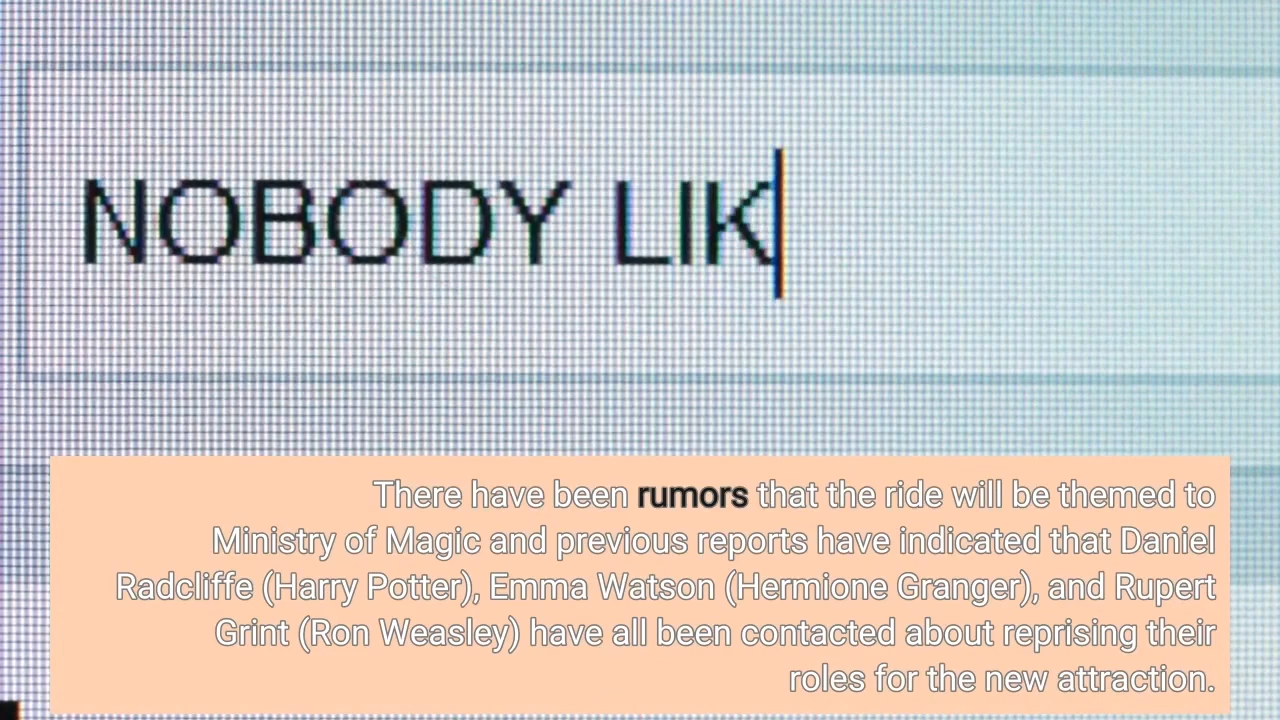 NOBODY LIK
There have been rumors that the ride will be themed to
Ministry of Magic and previous reports have indicated that Daniel
Radcliffe (Harry Potter), Emma Watson (Hermione Granger), and Rupert
Grint (Ron Weasley) have all been contacted about reprising their
roles for the new attraction.